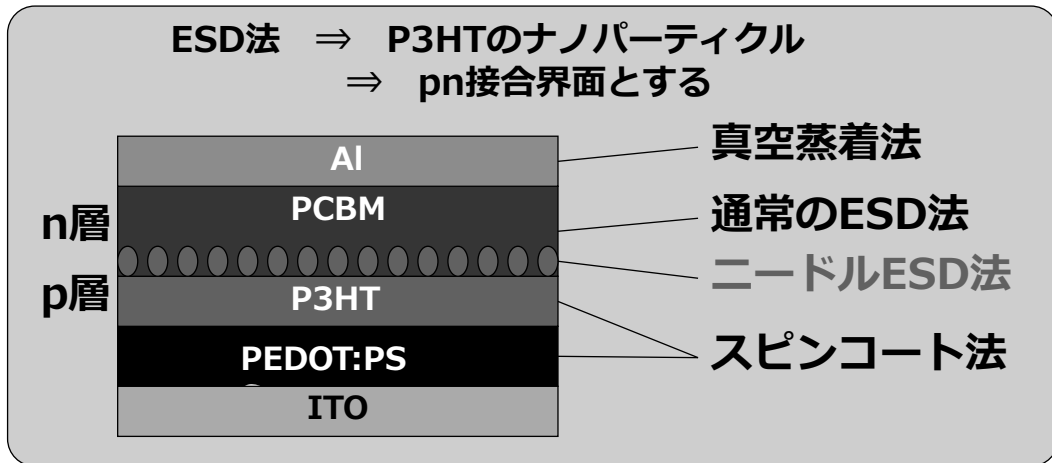 ESD法 ⇒ P3HTのナノパーティクル
⇒ pn接合界面とする
Al
真空蒸着法
PCBM
通常のESD法
n層
ニードルESD法
p層
P3HT
スピンコート法
PEDOT:PS
ITO